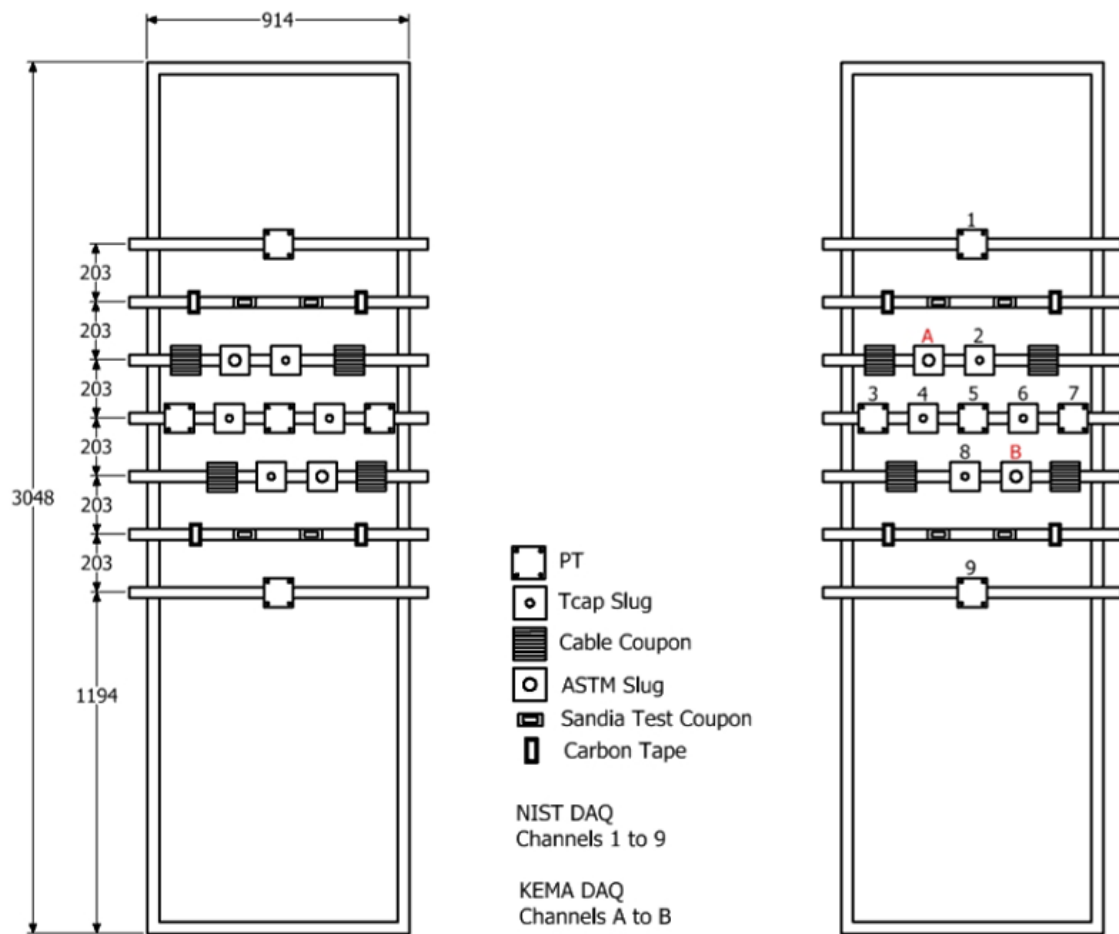 914
1
203
203
A 2
203
3 4 5 6 7
203
8 B
203
3048
203
9
1194
PT
Tcap Slug
Cable Coupon
ASTM Slug
Sandia Test Coupon
Carbon Tape
NIST DAQ
Channels 1 to 9
KEMA DAQ
Channels A to B